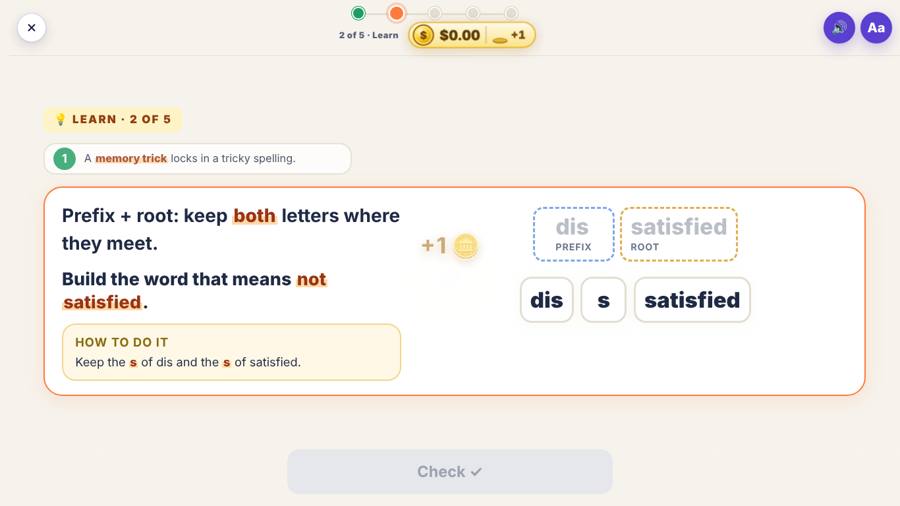 ✕
2 of 5 · Learn
$ $0.00 +1
🔊 Aa
💡 LEARN · 2 OF 5
1 A memory trick locks in a tricky spelling.
Prefix + root: keep both letters where
they meet.
Build the word that means not
satisfied.
HOW TO DO IT
Keep the s of dis and the s of satisfied.
+1
dis satisfied
PREFIX ROOT
dis s satisfied
Check ✓